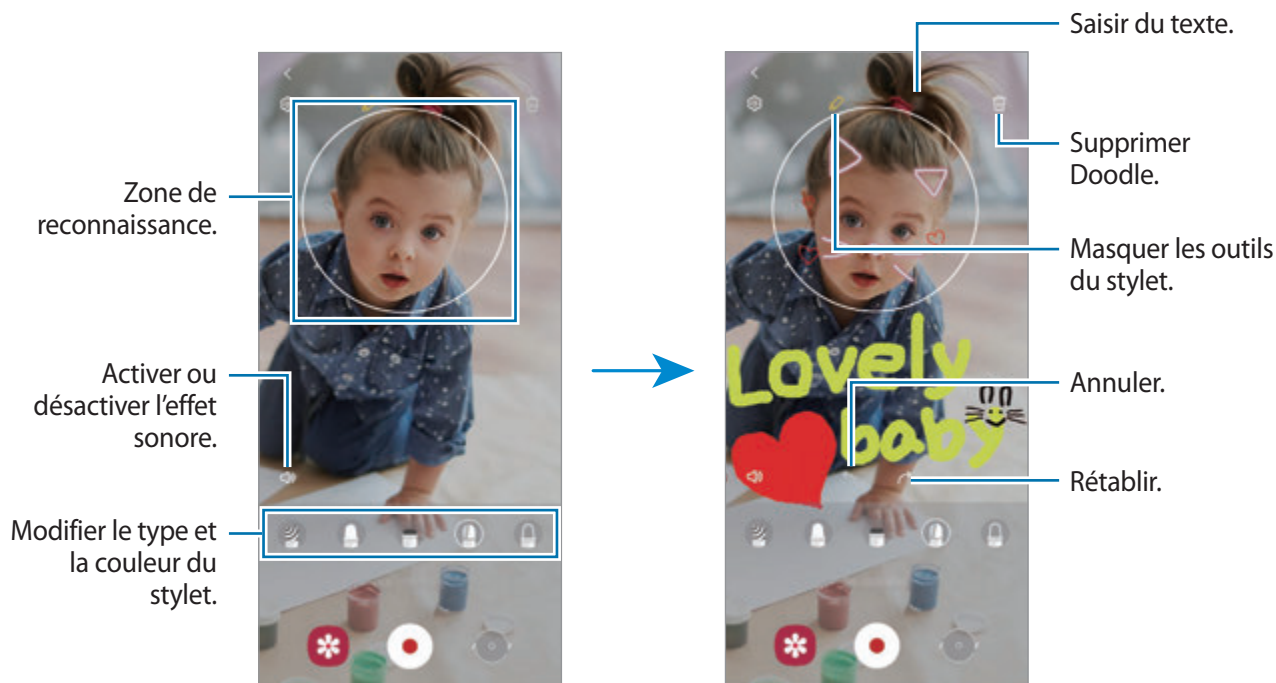 Saisir du texte.
Supprimer
Doodle.
Zone de
reconnaissance.
Masquer les outils
du stylet.
Lovely
baby
Activer ou
désactiver l'effet
sonore.
Annuler.
Rétablir.
Modifier le type et
la couleur du
stylet.